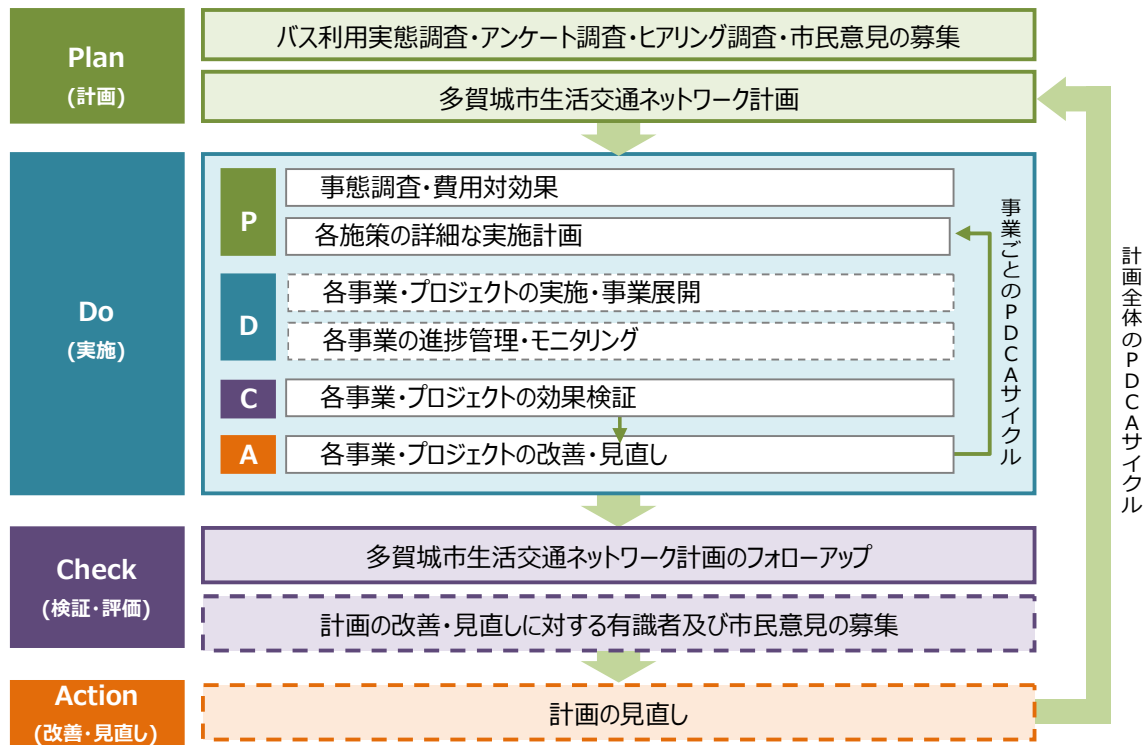 Plan
(計画)
バス利用実態調査・アンケート調査・ヒアリング調査・市民意見の募集
多賀城市生活交通ネットワーク計画
Do
(実施)
P
事態調査・費用対効果
各施策の詳細な実施計画
D
各事業・プロジェクトの実施・事業展開
各事業の進捗管理・モニタリング
C
各事業・プロジェクトの効果検証
A
各事業・プロジェクトの改善・見直し
事業ごとのPDCAサイクル
計画全体のPDCAサイクル
Check
(検証・評価)
多賀城市生活交通ネットワーク計画のフォローアップ
計画の改善・見直しに対する有識者及び市民意見の募集
Action
(改善・見直し)
計画の見直し